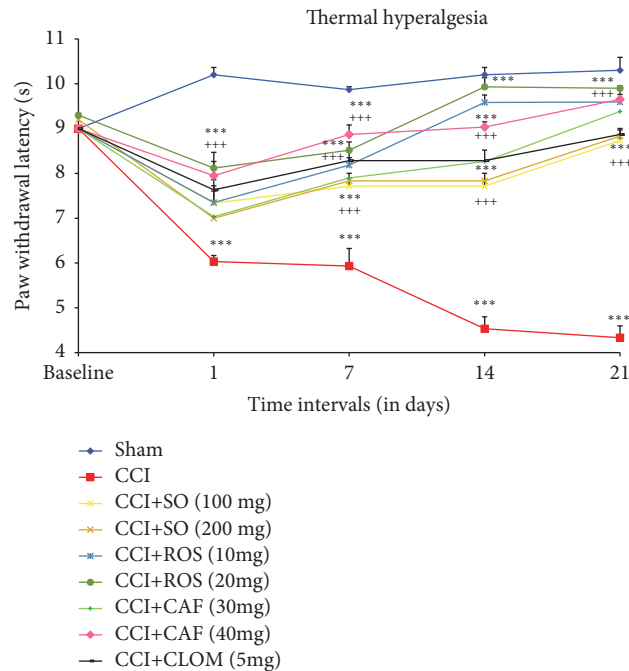 Thermal hyperalgesia
Paw withdrawal latency (s)
11
10
9
8
7
6
5
4
***
+++
***
***
+++
***
+++
***
+++
***
***
***
+++
***
+++
***
***
+++
***
+++
***
Baseline
1
7
14
21
Time intervals (in days)
Sham
CCI
CCI+SO (100 mg)
CCI+SO (200 mg)
CCI+ROS (10mg)
CCI+ROS (20mg)
CCI+CAF (30mg)
CCI+CAF (40mg)
CCI+CLOM (5mg)